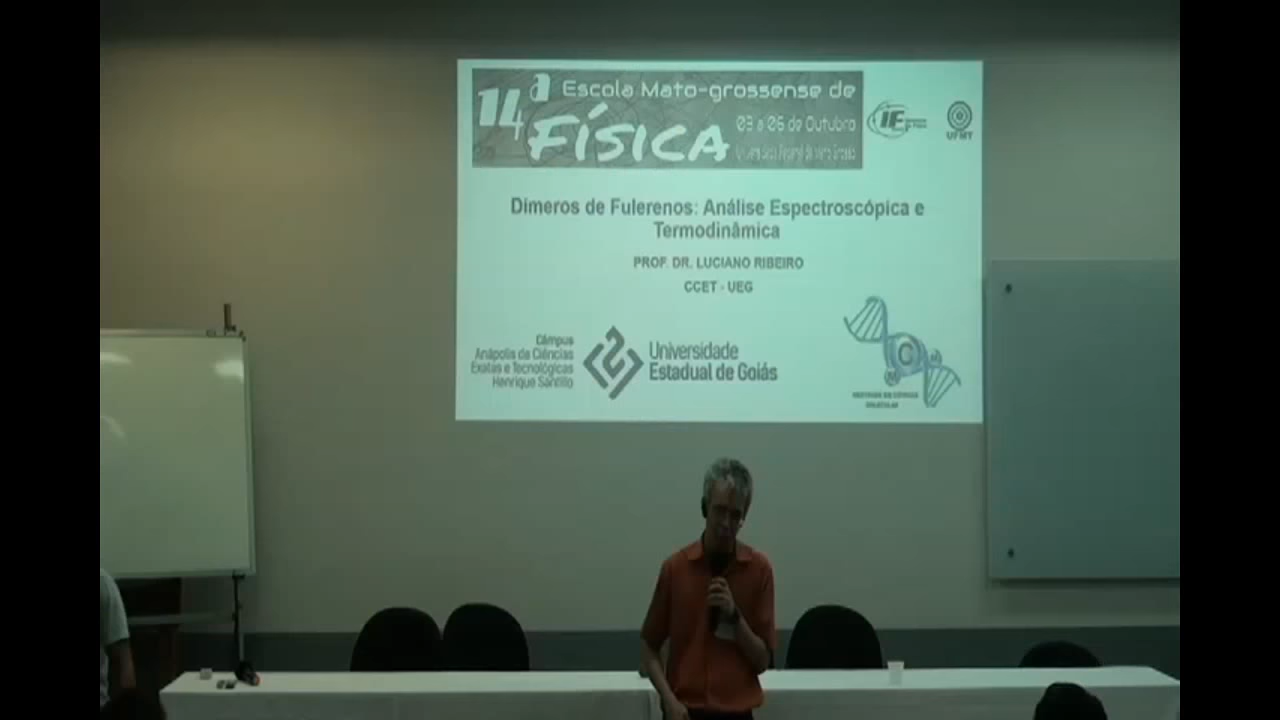 14ª Escola Mato-grossense de
FÍSICA
03 a 06 de Outubro
UFMT
Dímeros de Fulerenos: Análise Espectroscópica e
Termodinâmica
PROF. DR. LUCIANO RIBEIRO
CCET - UEG
Câmpus
Anápolis de Ciências
Exatas e Tecnológicas
Henrique Santillo
Universidade
Estadual de Goiás
C
M